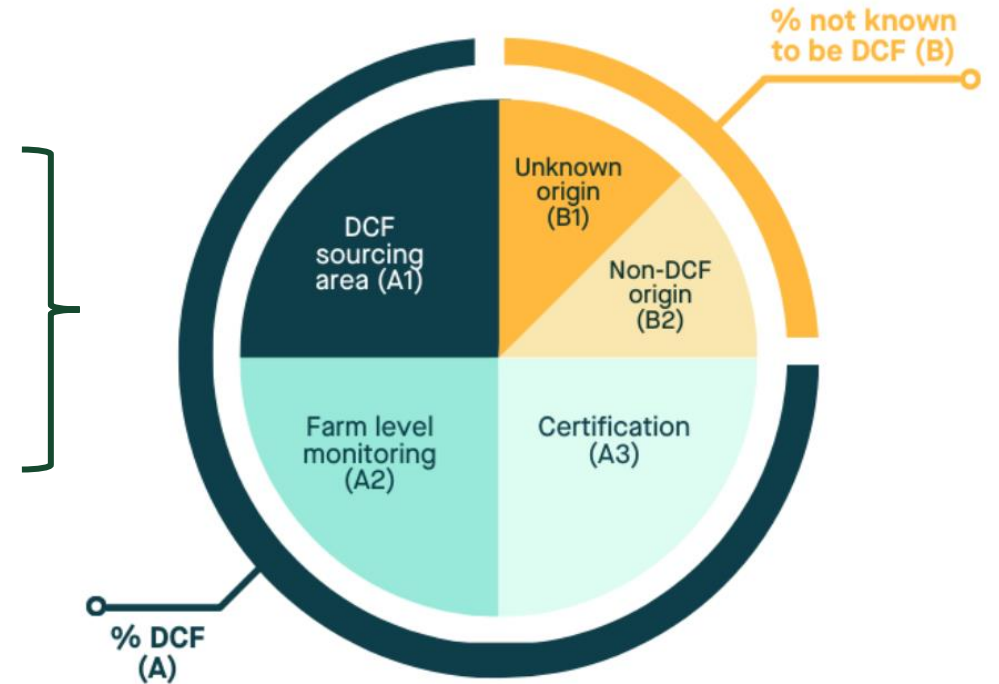 % not known
to be DCF (B)
Unknown
origin
(B1)
DCF
sourcing
area (A1)
Non-DCF
origin
(B2)
Farm level
monitoring
(A2)
Certification
(A3)
% DCF
(A)